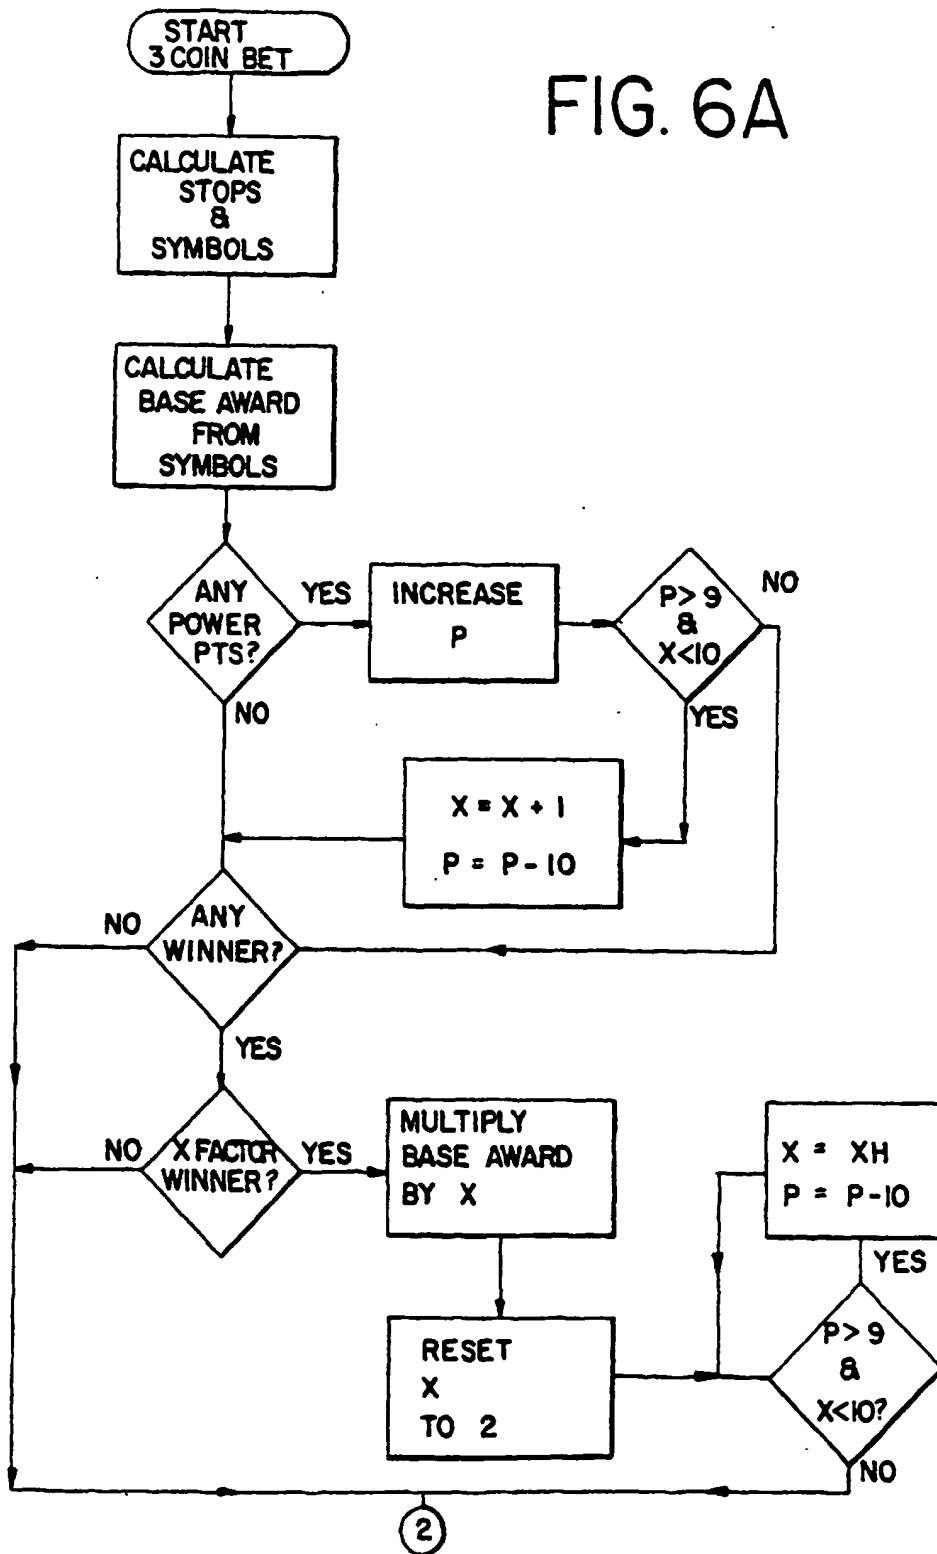 START
3 COIN BET
FIG. 6A
CALCULATE
STOPS
&
SYMBOLS
CALCULATE
BASE AWARD
FROM
SYMBOLS
ANY
POWER
PTS?
YES
INCREASE
P
P > 9
&
X<10
NO
NO
YES
X = X + 1
P = P - 10
NO
ANY
WINNER?
YES
NO
X FACTOR
WINNER?
YES
MULTIPLY
BASE AWARD
BY X
X = XH
P = P-10
YES
RESET
X
TO 2
P > 9
&
X<10?
NO
2